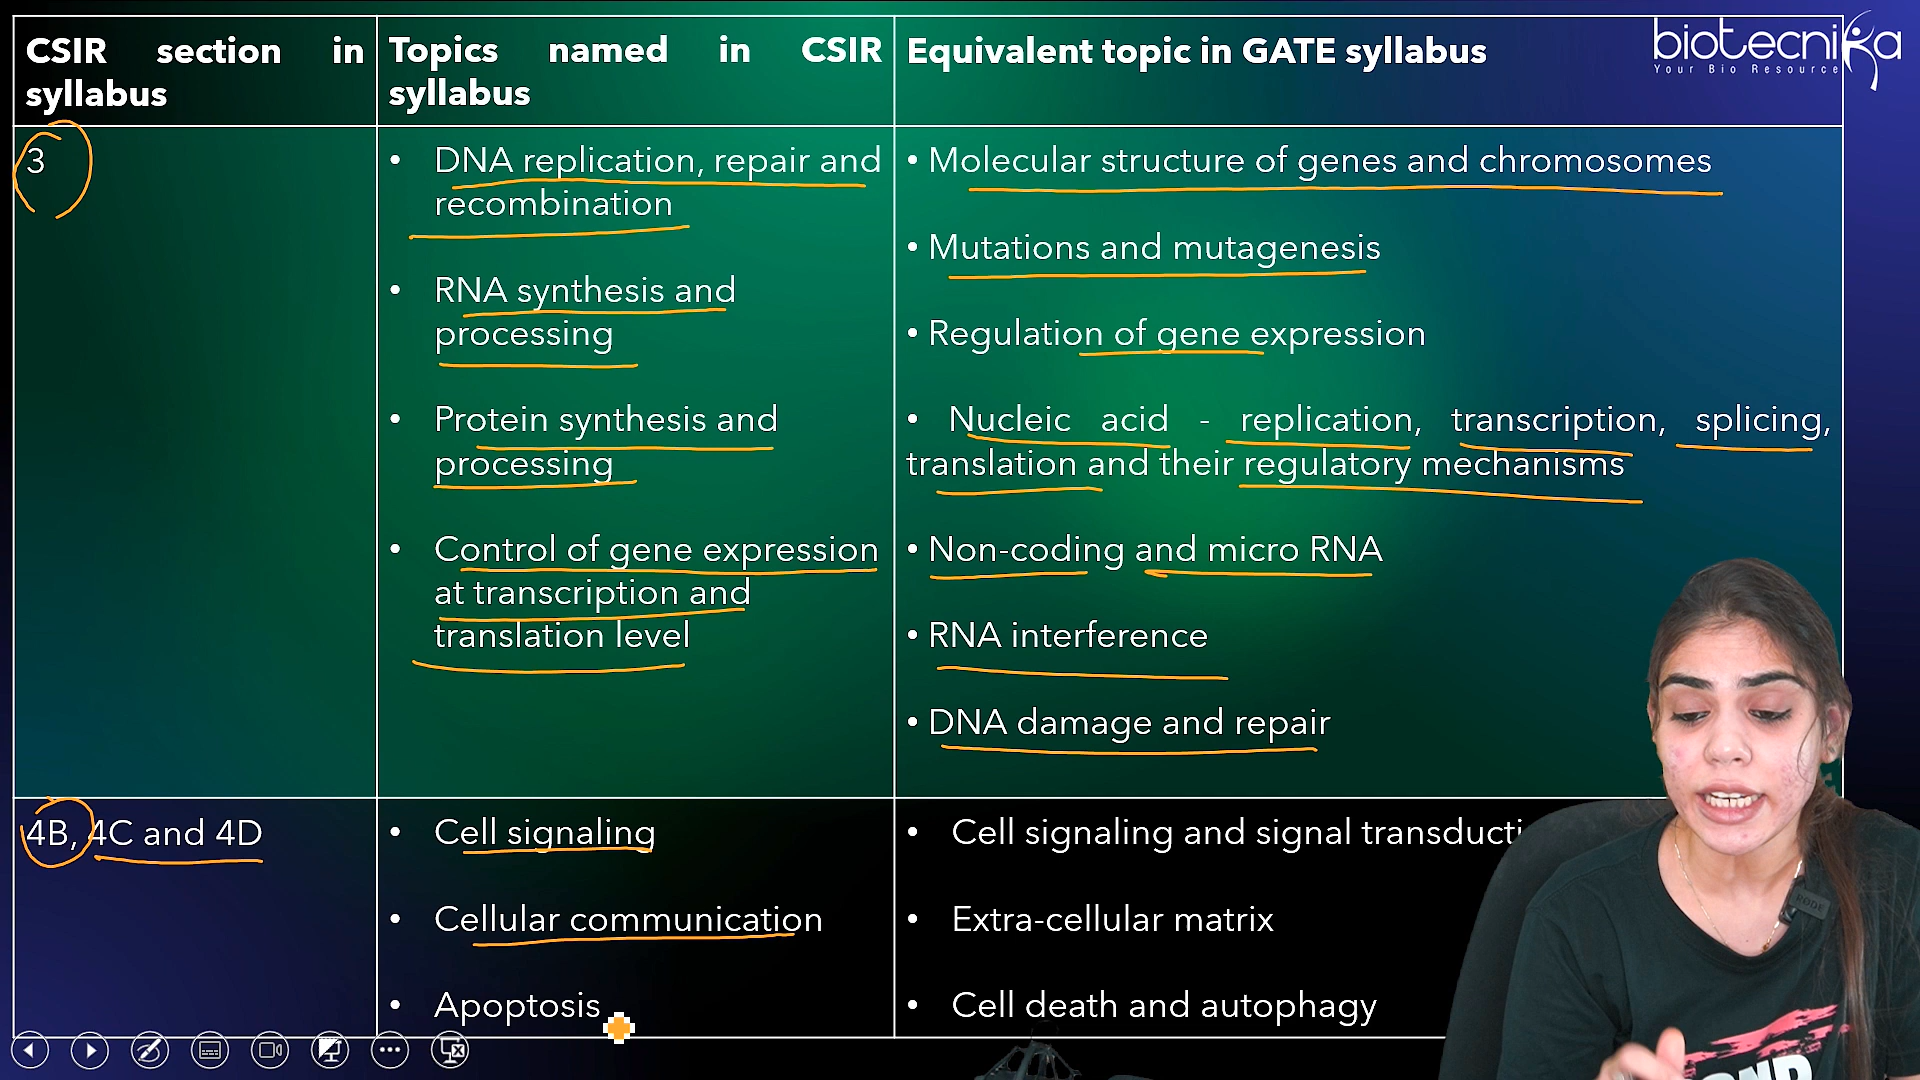 CSIR section in
syllabus
Topics named in CSIR
syllabus
Equivalent topic in GATE syllabus
biotecnika
Your Bio Resource
3
• DNA replication, repair and
recombination
• RNA synthesis and
processing
• Protein synthesis and
processing
• Control of gene expression
at transcription and
translation level
• Molecular structure of genes and chromosomes
• Mutations and mutagenesis
• Regulation of gene expression
• Nucleic acid - replication, transcription, splicing,
translation and their regulatory mechanisms
• Non-coding and micro RNA
• RNA interference
• DNA damage and repair
4B, 4C and 4D
• Cell signaling
• Cellular communication
• Apoptosis
• Cell signaling and signal transducti
• Extra-cellular matrix
• Cell death and autophagy
RODE